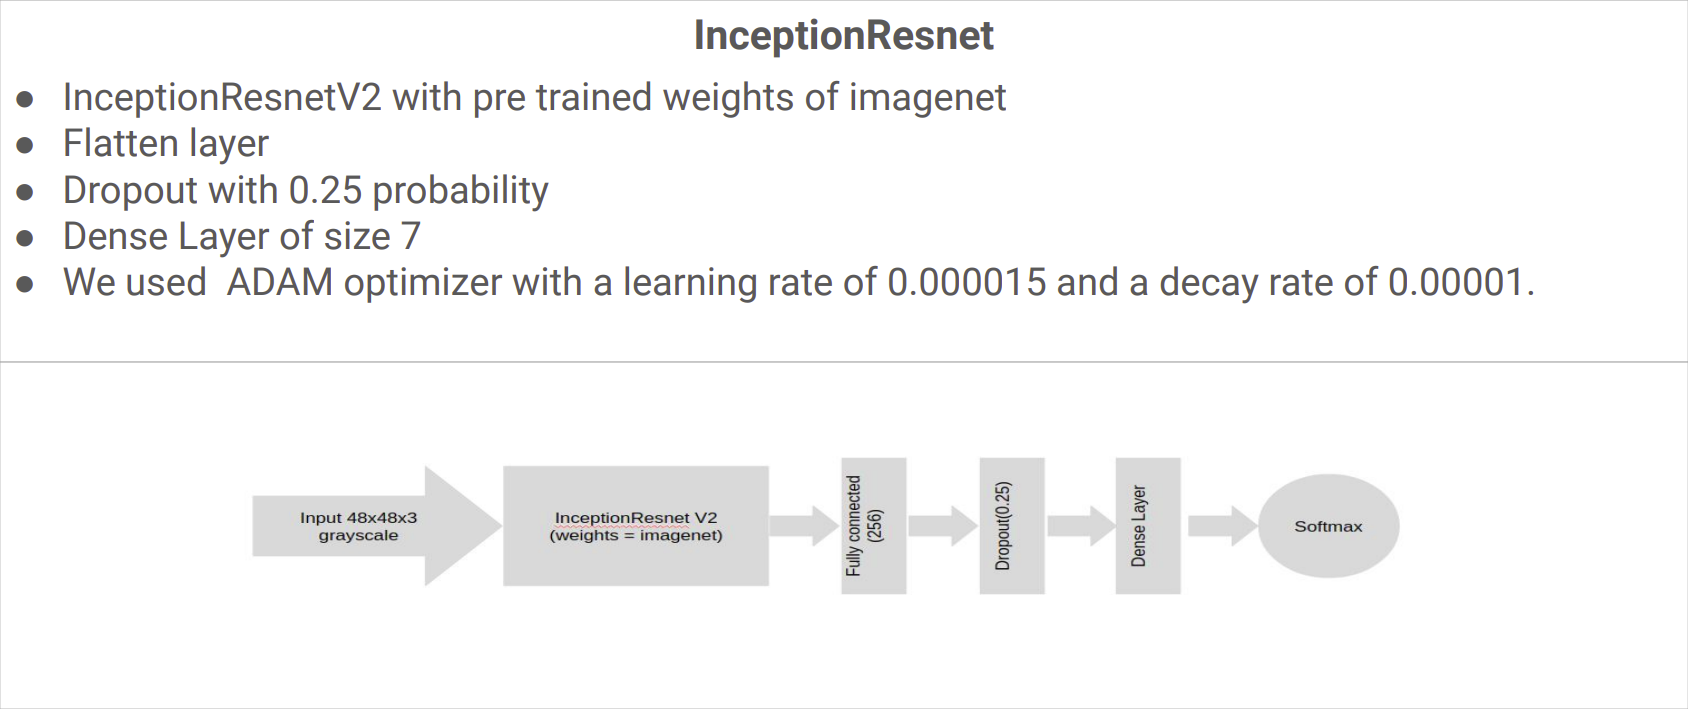 InceptionResnet
● InceptionResnetV2 with pre trained weights of imagenet
● Flatten layer
● Dropout with 0.25 probability
● Dense Layer of size 7
● We used  ADAM optimizer with a learning rate of 0.000015 and a decay rate of 0.00001.
Input 48x48x3
grayscale
InceptionResnet V2
(weights = imagenet)
Fully connected
(256)
Dropout(0.25)
Dense Layer
Softmax